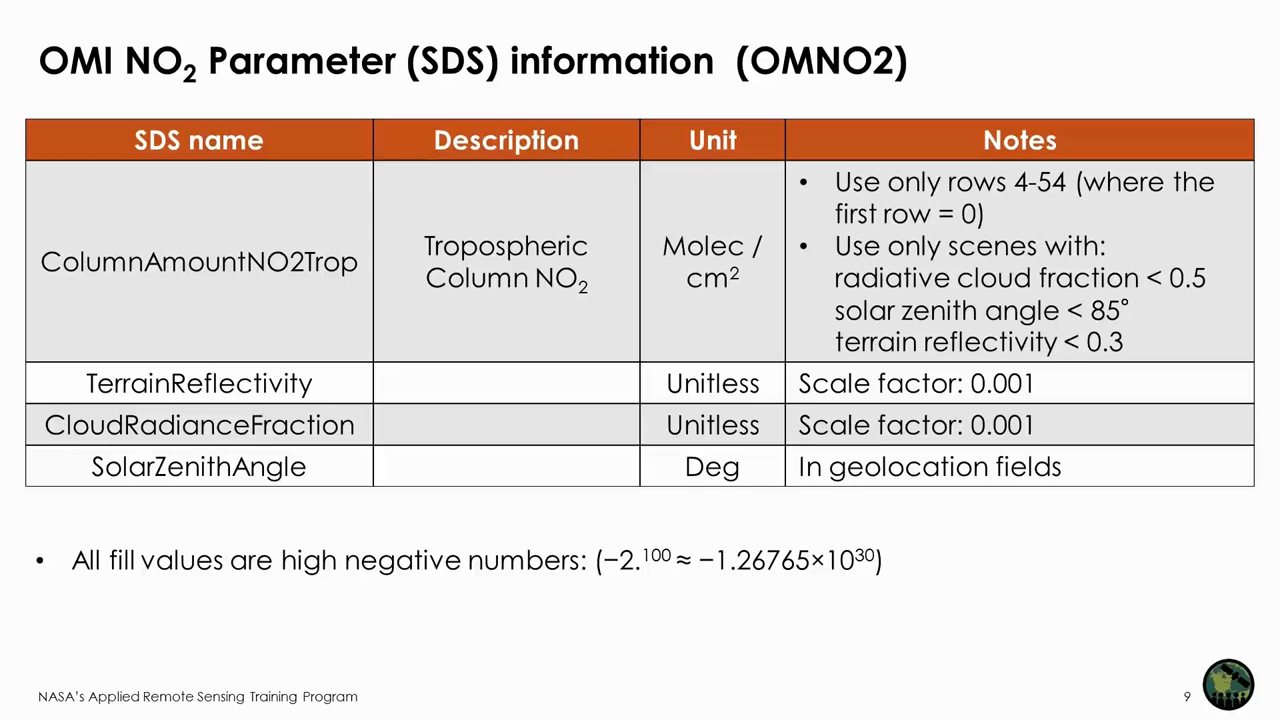 OMI NO₂ Parameter (SDS) information (OMNO2)
SDS name Description Unit Notes
ColumnAmountNO2Trop
Tropospheric
Column NO₂
Molec /
cm²
• Use only rows 4-54 (where the
first row = 0)
• Use only scenes with:
radiative cloud fraction < 0.5
solar zenith angle < 85°
terrain reflectivity < 0.3
TerrainReflectivity Unitless Scale factor: 0.001
CloudRadianceFraction Unitless Scale factor: 0.001
SolarZenithAngle Deg In geolocation fields
• All fill values are high negative numbers: (−2.¹⁰⁰ ≈ −1.26765×10³⁰)
NASA's Applied Remote Sensing Training Program
9